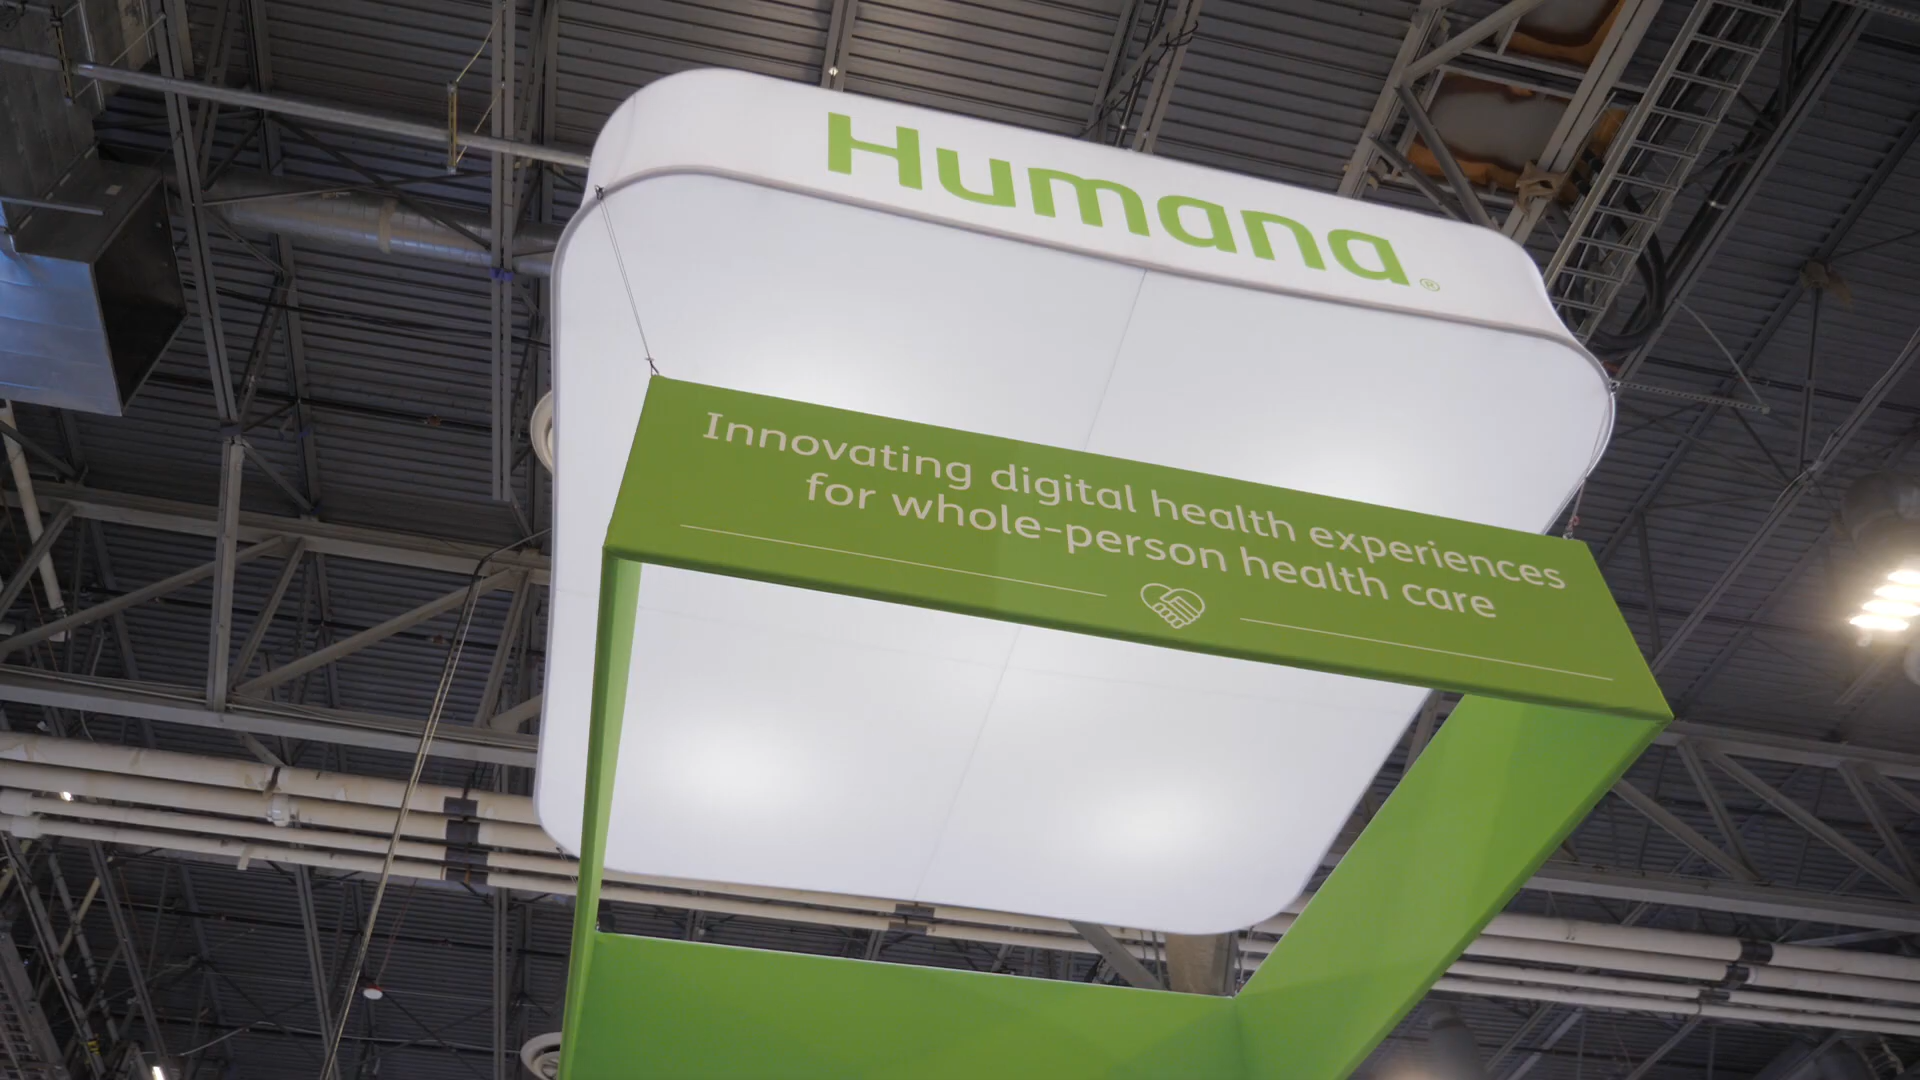 Humana®
Innovating digital health experiences
for whole-person health care